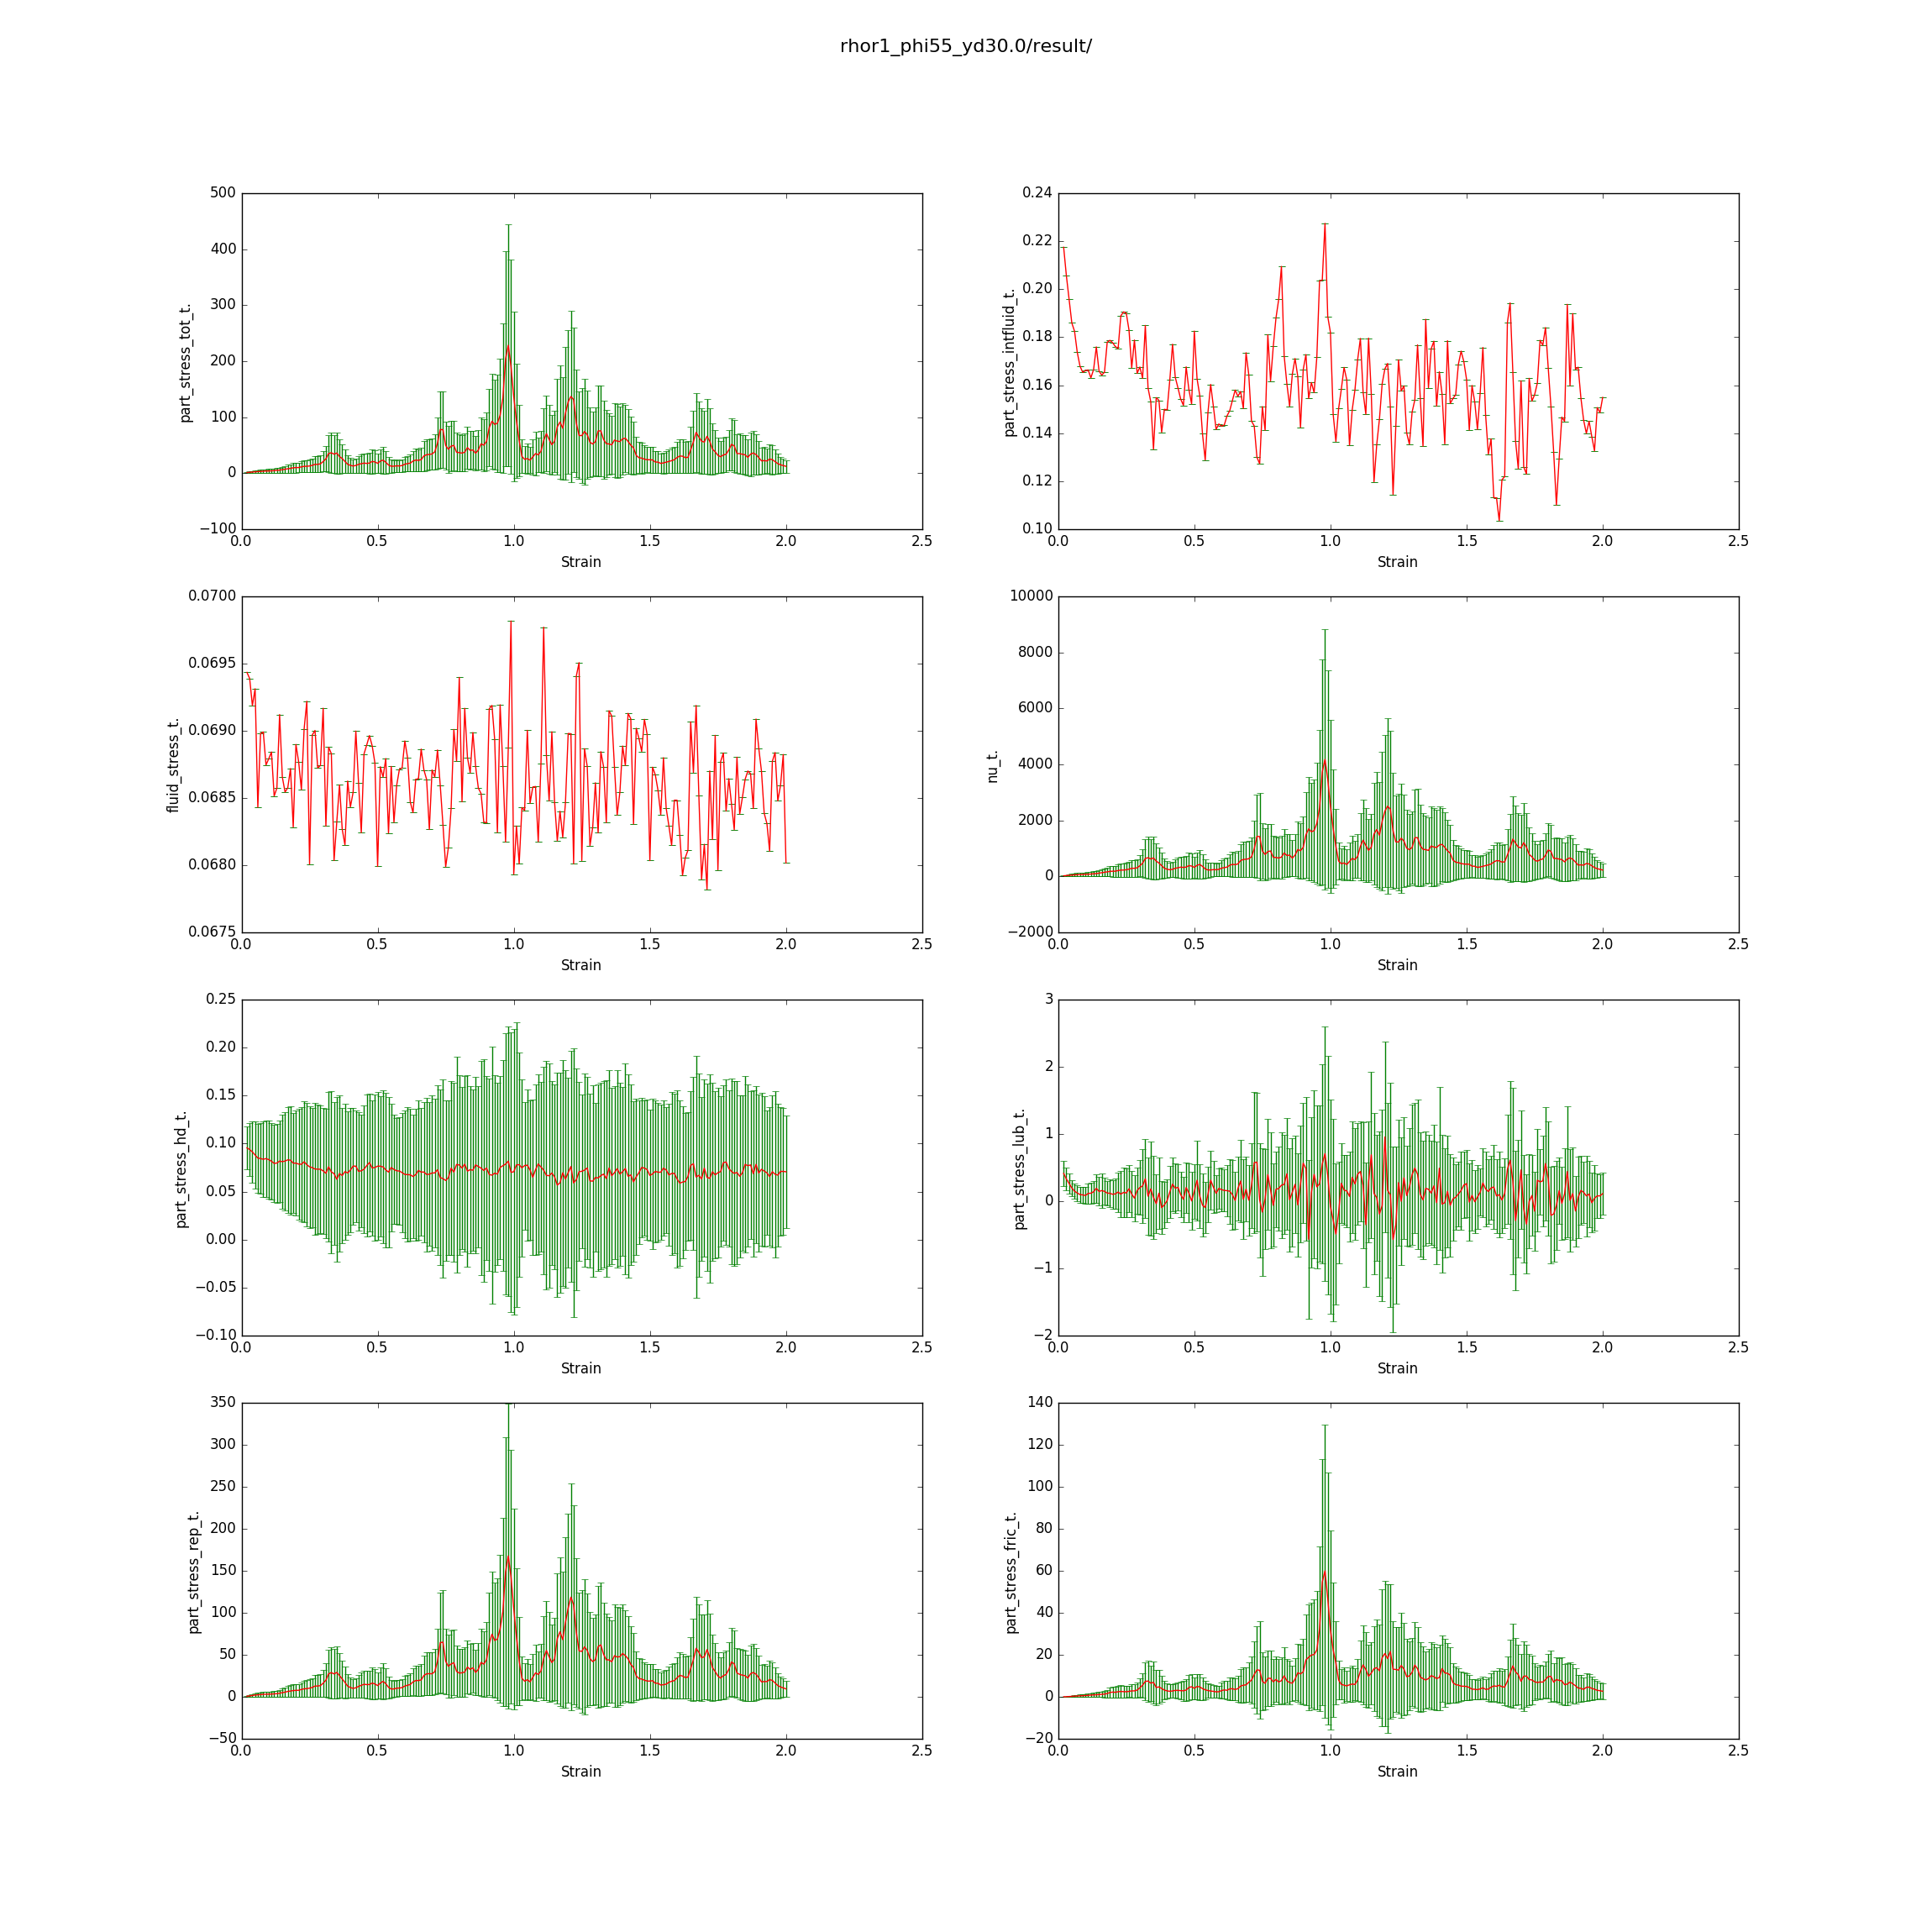 rhor1_phi55_yd30.0/result/
500
400
300
200
100
0
−100
part_stress_tot_t.
0.0 0.5 1.0 1.5 2.0 2.5
Strain
0.24
0.22
0.20
0.18
0.16
0.14
0.12
0.10
part_stress_intfluid_t.
0.0 0.5 1.0 1.5 2.0 2.5
Strain
0.0700
0.0695
0.0690
0.0685
0.0680
0.0675
fluid_stress_t.
0.0 0.5 1.0 1.5 2.0 2.5
Strain
10000
8000
6000
4000
2000
0
−2000
nu_t.
0.0 0.5 1.0 1.5 2.0 2.5
Strain
0.25
0.20
0.15
0.10
0.05
0.00
−0.05
−0.10
part_stress_hd_t.
0.0 0.5 1.0 1.5 2.0 2.5
Strain
3
2
1
0
−1
−2
part_stress_lub_t.
0.0 0.5 1.0 1.5 2.0 2.5
Strain
350
300
250
200
150
100
50
0
−50
part_stress_rep_t.
0.0 0.5 1.0 1.5 2.0 2.5
Strain
140
120
100
80
60
40
20
0
−20
part_stress_fric_t.
0.0 0.5 1.0 1.5 2.0 2.5
Strain